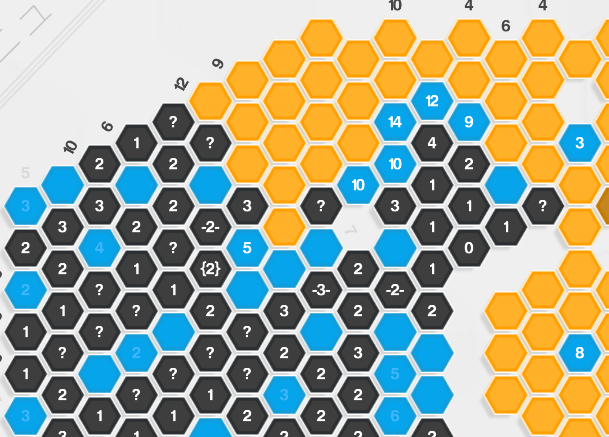 10 4 4
6
9
12
12
14 9
?
6
1 ? 4 3
10
2 2 10 2
5
1 10
3 3 2 3 ? 3 1 1 ?
3 2 -2- 1 1
2 4 ? 5 0
2 1 {2} 2 1
2 ? 1 -3- -2-
1 ? 2 3 2 2
1 ? ?
? 2 ? 2 3 8
1 ? 2 5
2 ? 1 3 2
3 1 1 2 2 6
3 2 2 2